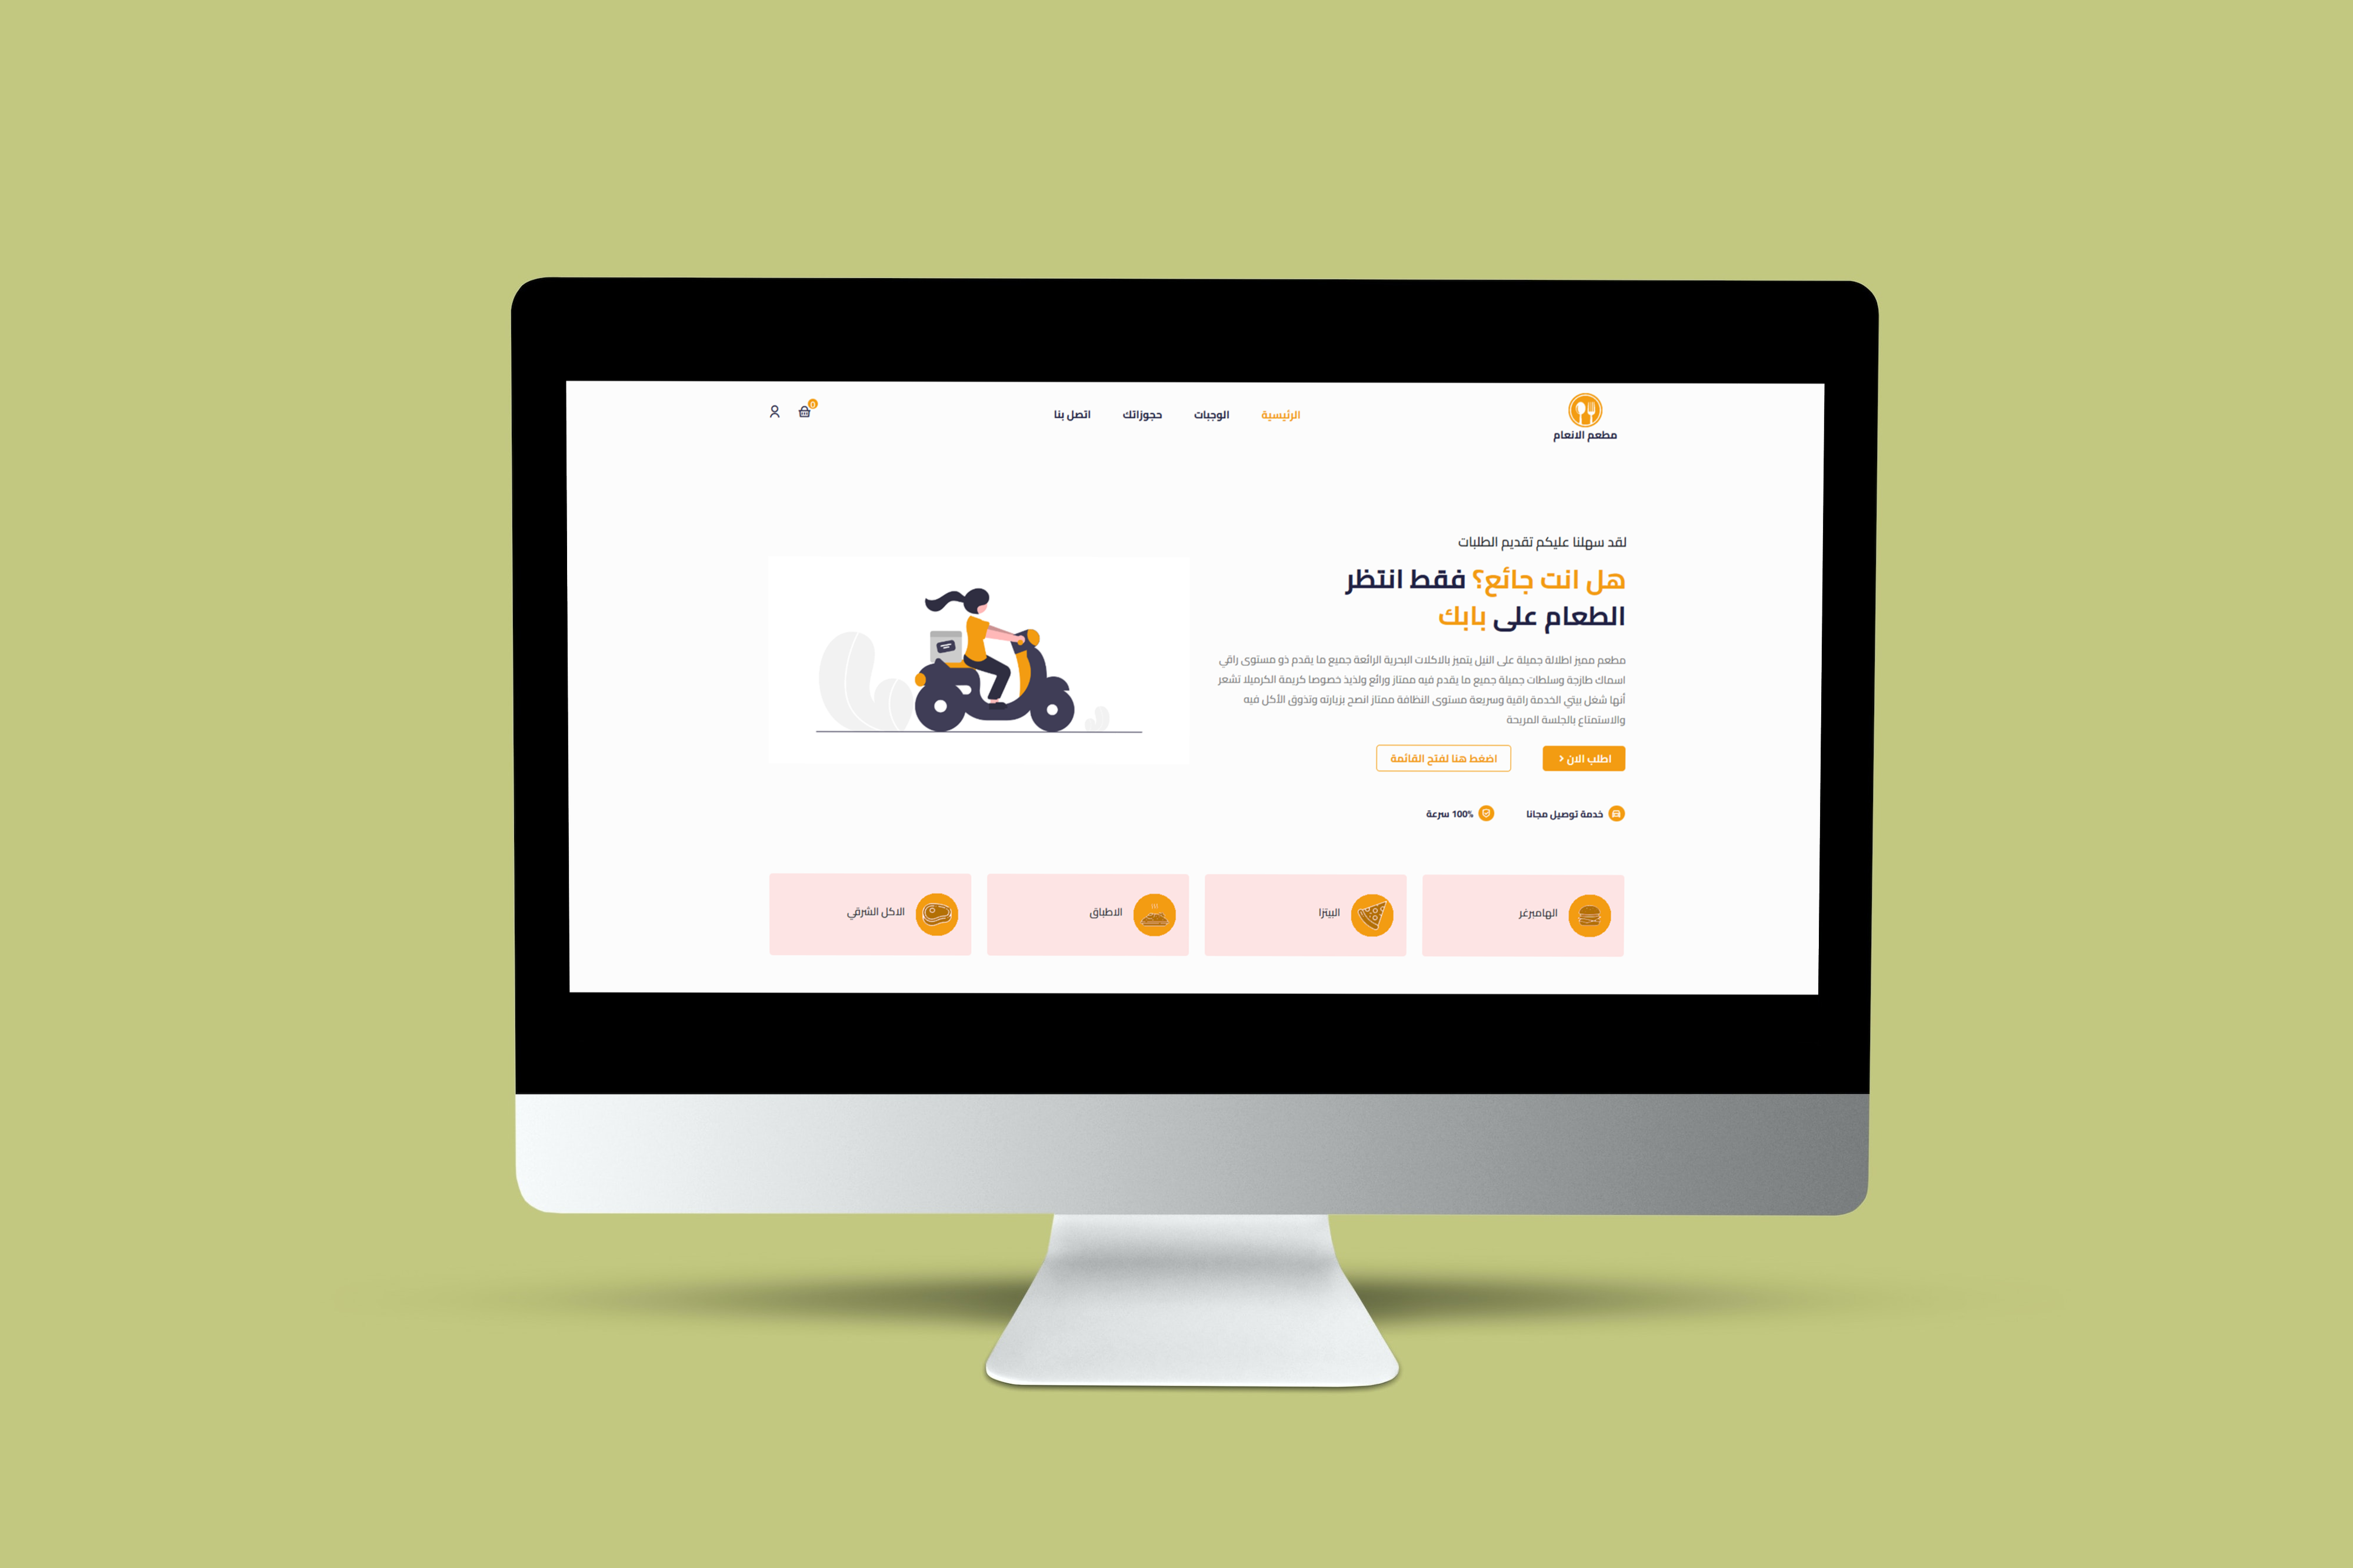 مطعم الانعام
الرئيسية
الوجبات
حجوزاتك
اتصل بنا
0
لقد سهلنا عليكم تقديم الطلبات
هل انت جائع؟ فقط انتظر
الطعام على بابك
مطعم مميز اطلالة جميلة على النيل يتميز بالاكلات البحرية الرائعة جميع ما يقدم ذو مستوى راقي
اسماك طازجة وسلطات جميلة جميع ما يقدم فيه ممتاز ورائع ولذيذ خصوصا كريمة الكرميلا تشعر
أنها شغل بيتي الخدمة راقية وسريعة مستوى النظافة ممتاز انصح بزيارته وتذوق الأكل فيه
والاستمتاع بالجلسة المريحة
اطلب الان
اضغط هنا لفتح القائمة
خدمة توصيل مجانا
100% سرعة
الهامبرغر
البيتزا
الاطباق
الاكل الشرقي